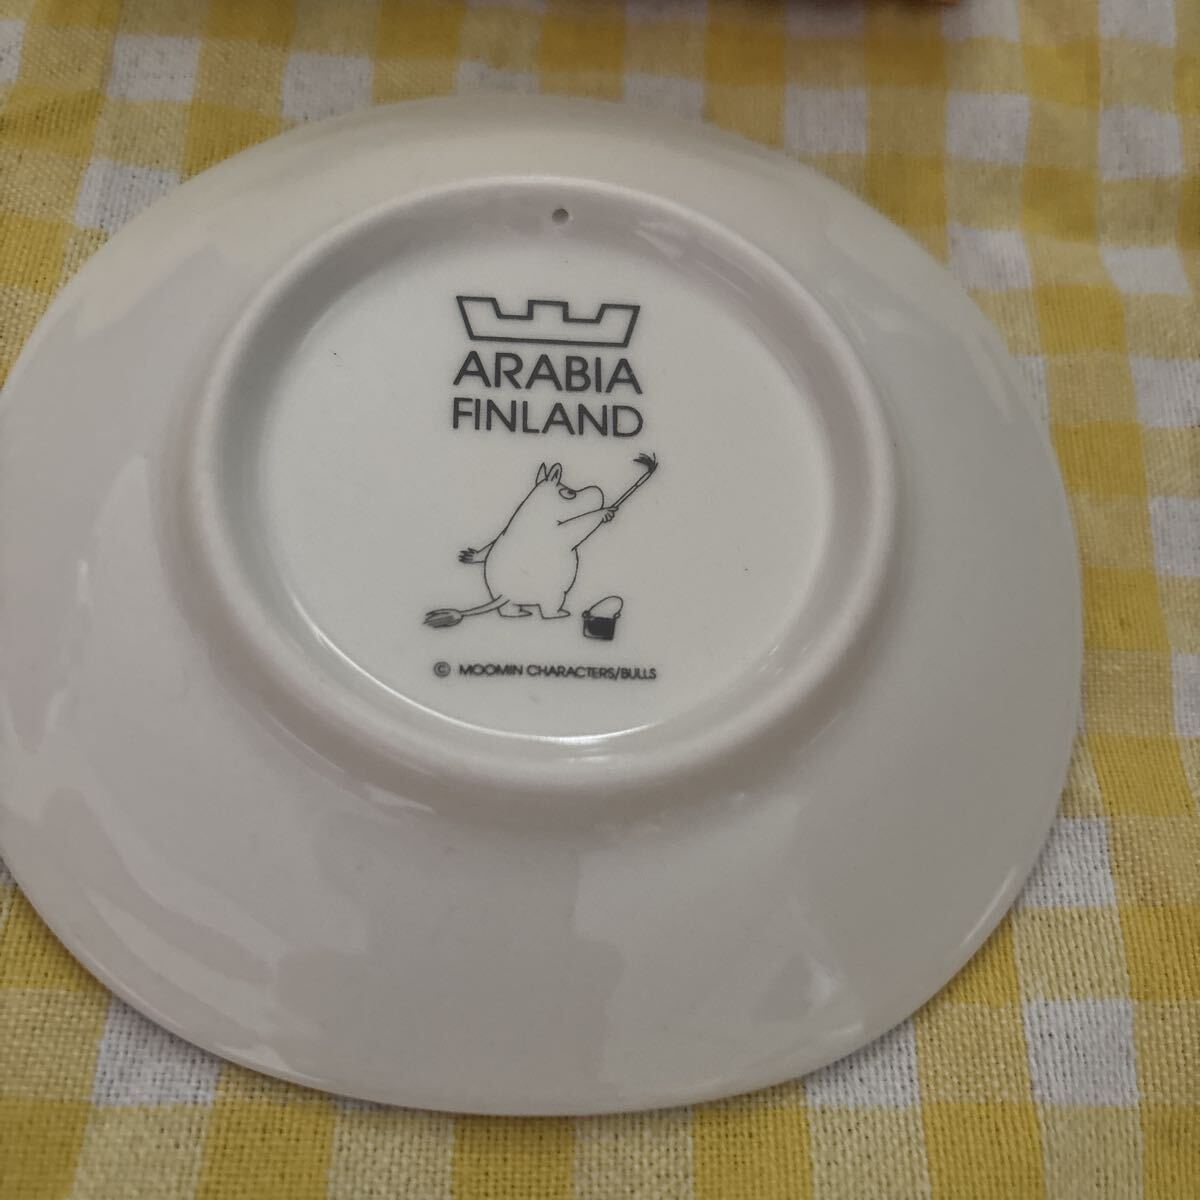 ARABIA
FINLAND
© MOOMIN CHARACTERS/BULLS